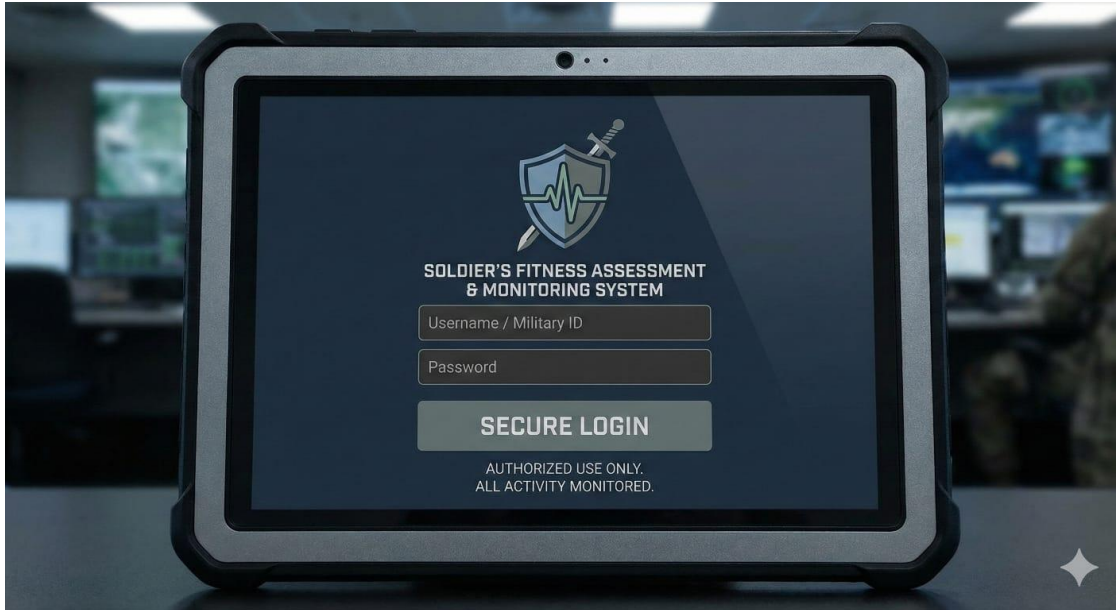 SOLDIER'S FITNESS ASSESSMENT
& MONITORING SYSTEM
Username / Military ID
Password
SECURE LOGIN
AUTHORIZED USE ONLY.
ALL ACTIVITY MONITORED.